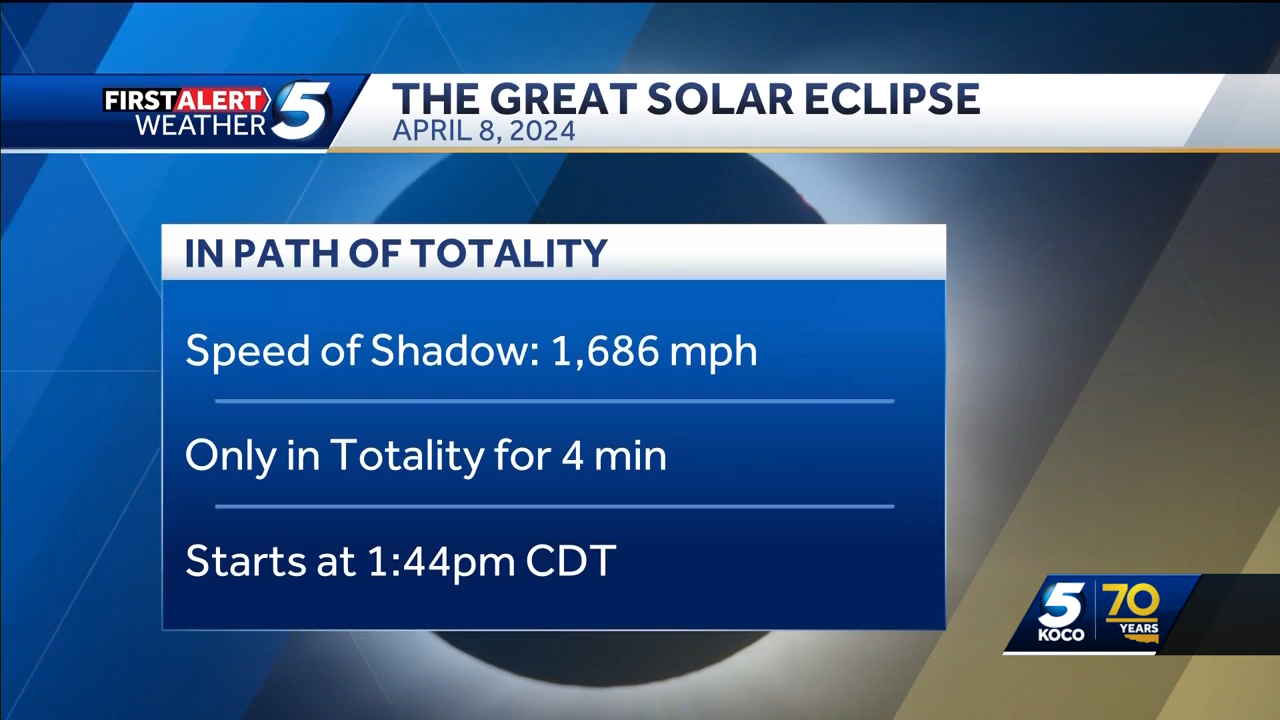 FIRST ALERT
WEATHER 5
THE GREAT SOLAR ECLIPSE
APRIL 8, 2024
IN PATH OF TOTALITY
Speed of Shadow: 1,686 mph
Only in Totality for 4 min
Starts at 1:44pm CDT
5
KOCO
70
YEARS